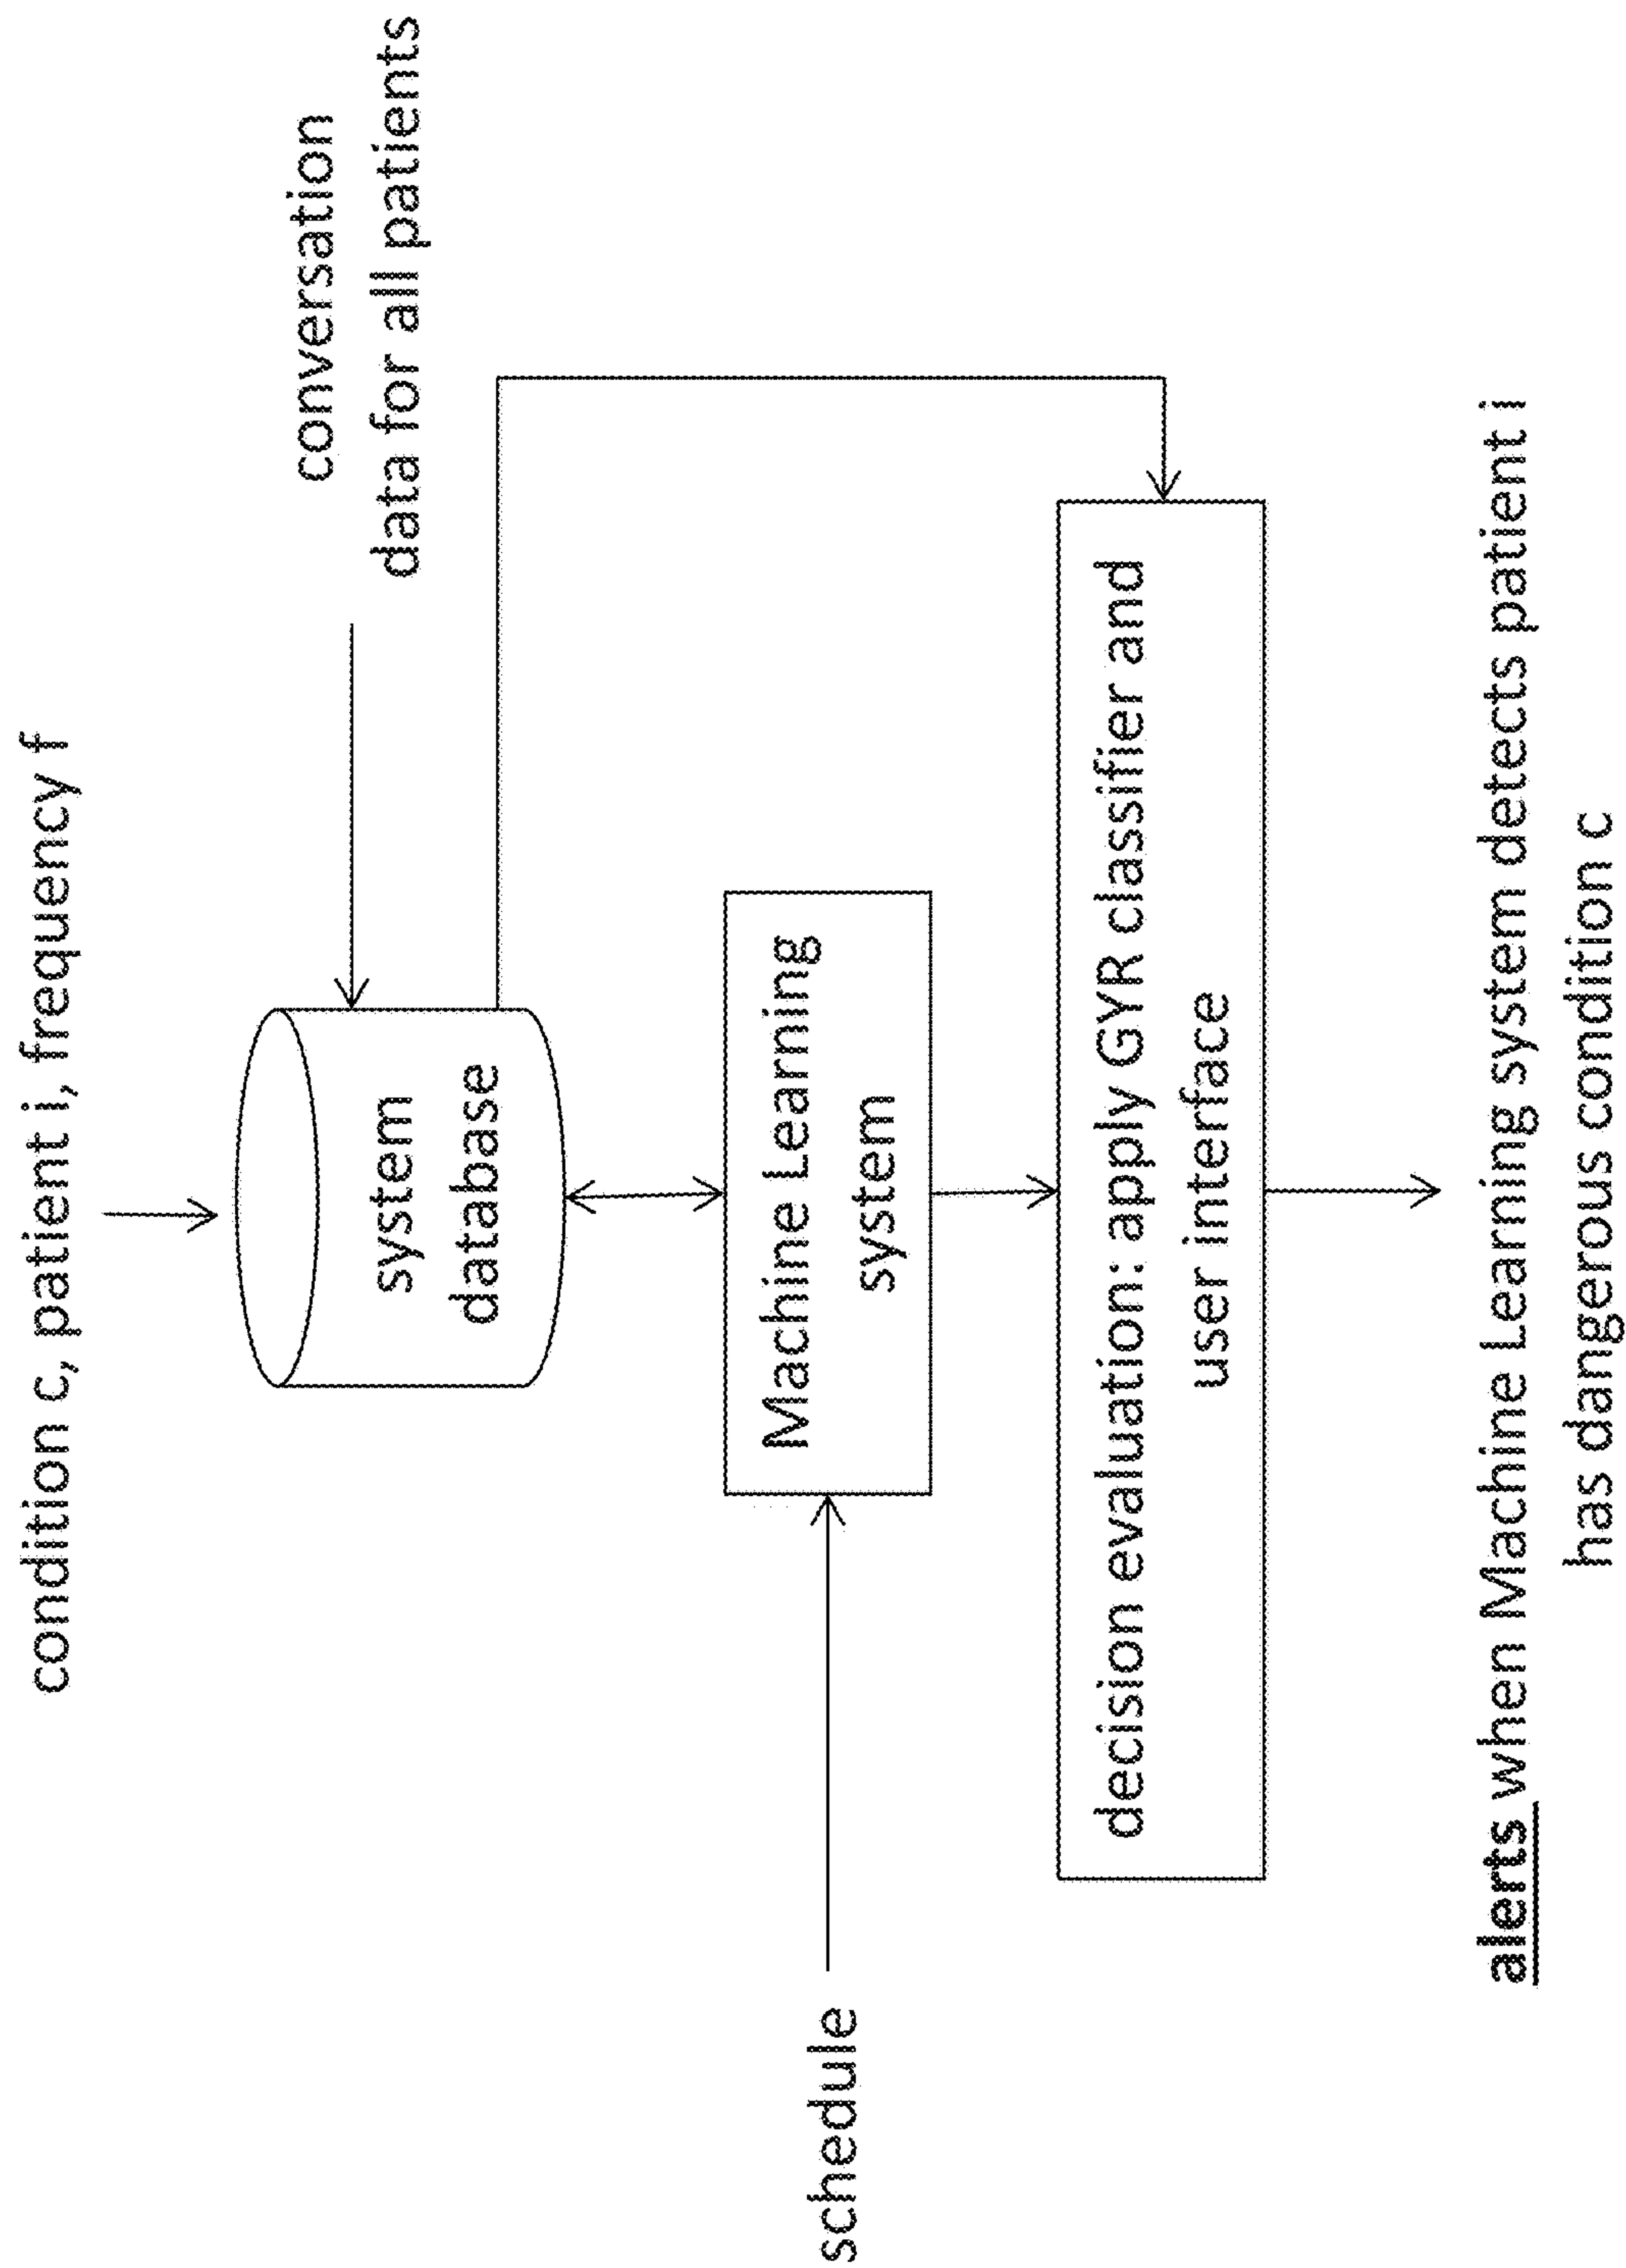 condition c, patient i, frequency f
conversation
data for all patients
system
database
schedule
Machine Learning
system
decision evaluation: apply GYR classifier and
user interface
alerts when Machine Learning system detects patient i
has dangerous condition c